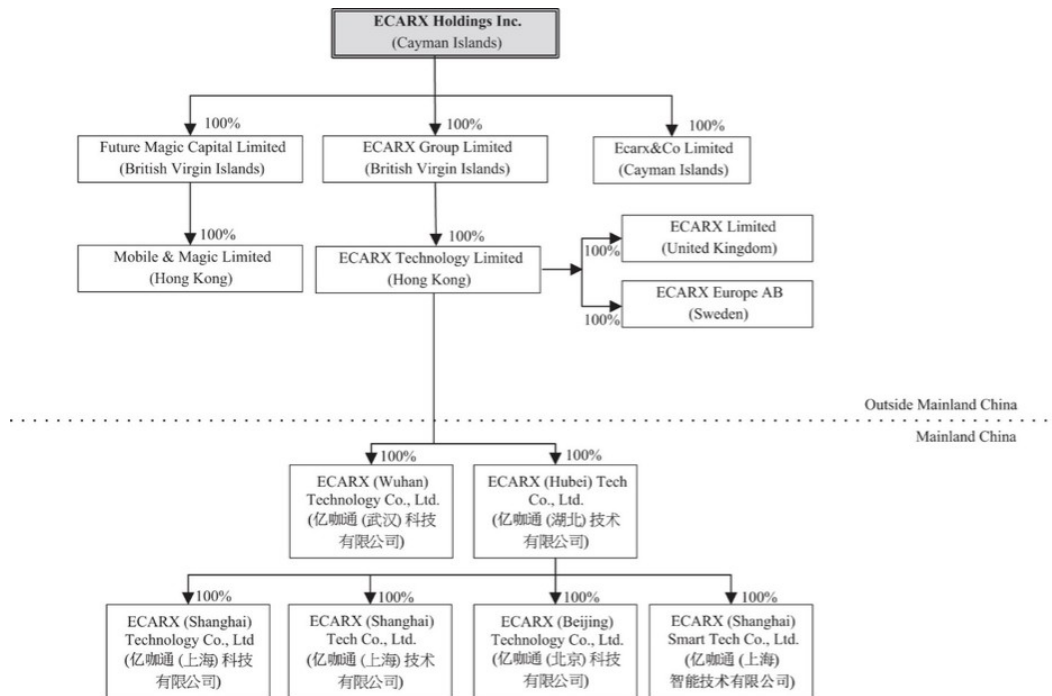 ECARX Holdings Inc.
(Cayman Islands)
100%
100%
100%
Future Magic Capital Limited
(British Virgin Islands)
ECARX Group Limited
(British Virgin Islands)
Ecarx&Co Limited
(Cayman Islands)
100%
100%
Mobile & Magic Limited
(Hong Kong)
ECARX Technology Limited
(Hong Kong)
100%
ECARX Limited
(United Kingdom)
100%
ECARX Europe AB
(Sweden)
Outside Mainland China
Mainland China
100%
100%
ECARX (Wuhan)
Technology Co., Ltd.
(亿咖通 (武汉) 科技
有限公司)
ECARX (Hubei) Tech
Co., Ltd.
(亿咖通 (湖北) 技术
有限公司)
100%
100%
100%
100%
ECARX (Shanghai)
Technology Co., Ltd
(亿咖通 (上海) 科技
有限公司)
ECARX (Shanghai)
Tech Co., Ltd.
(亿咖通 (上海) 技术
有限公司)
ECARX (Beijing)
Technology Co., Ltd.
(亿咖通 (北京) 科技
有限公司)
ECARX (Shanghai)
Smart Tech Co., Ltd.
(亿咖通 (上海)
智能技术有限公司)